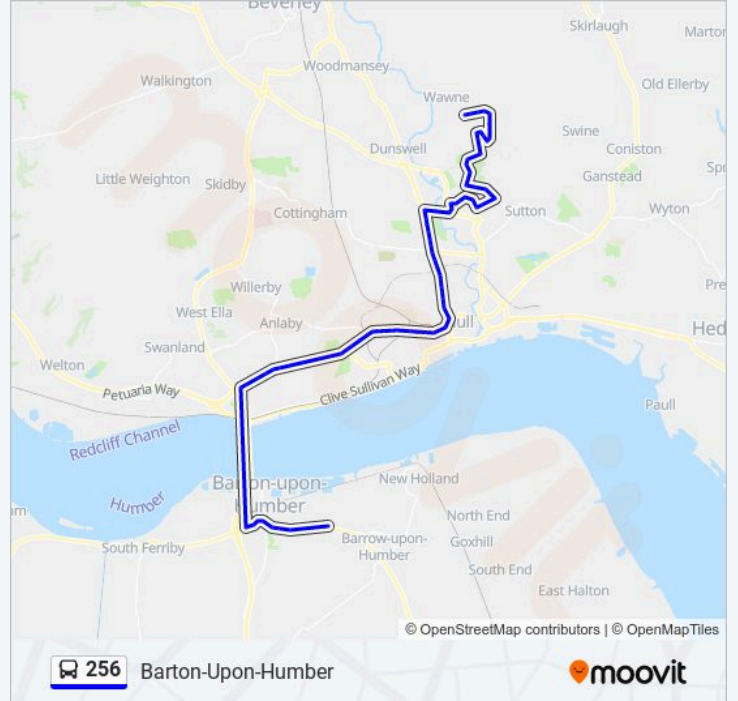 Beverley
Skirlaugh
Marton
Woodmansey
Walkington
Old Ellerby
Wawne
Swine
Dunswell
Coniston
Ganstead
Little Weighton
Skidby
Sutton
Wyton
Cottingham
Willerby
West Ella
Anlaby
Swanland
Welton
Petuaria Way
Clive Sullivan Way
Paull
Redcliff Channel
Barton-upon-
Humber
New Holland
Humber
North End
South Ferriby
Barrow-upon-
Humber
Goxhill
South End
East Halton
© OpenStreetMap contributors | © OpenMapTiles
256 Barton-Upon-Humber
moovit